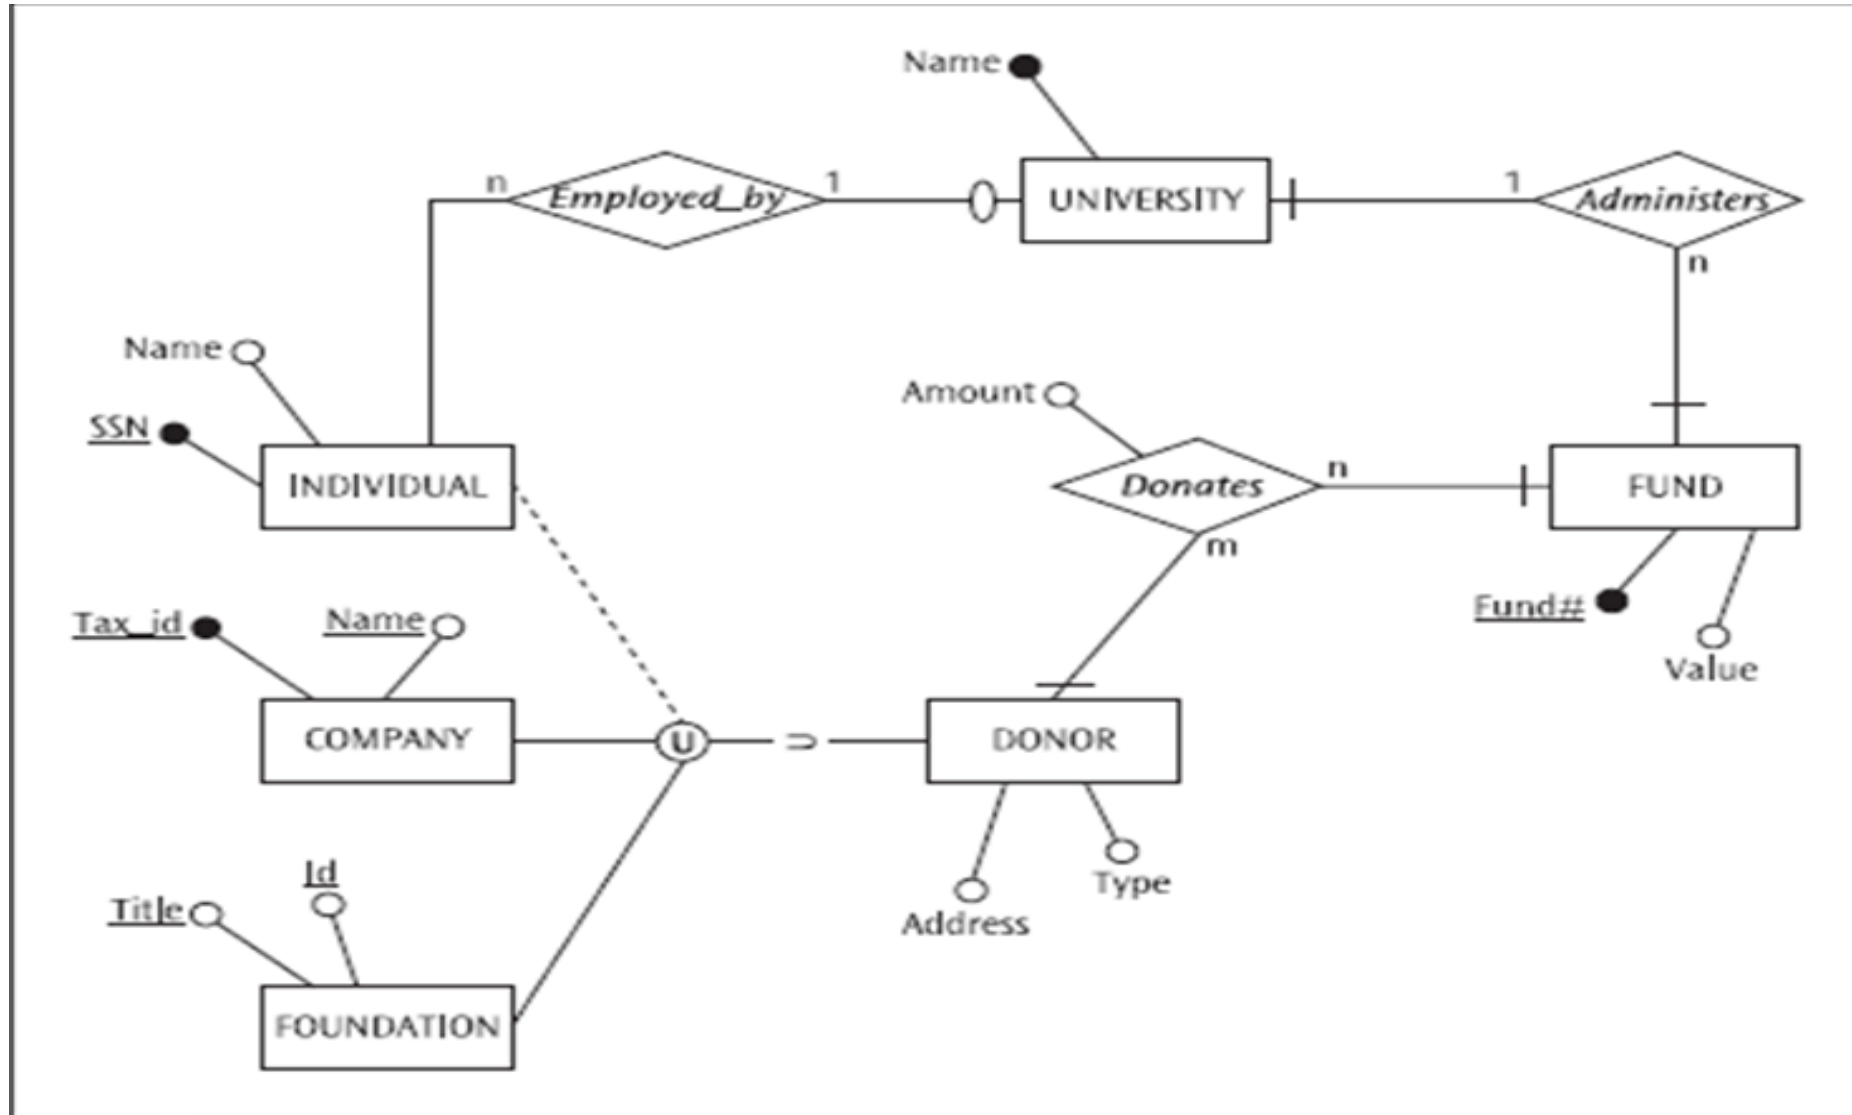 Name
n
Employed_by
1
UNIVERSITY
1
Administers
n
Name
SSN
INDIVIDUAL
Amount
Donates
n
m
FUND
Fund#
Value
Tax_id
Name
COMPANY
U
⊃
DONOR
Type
Address
Id
Title
FOUNDATION